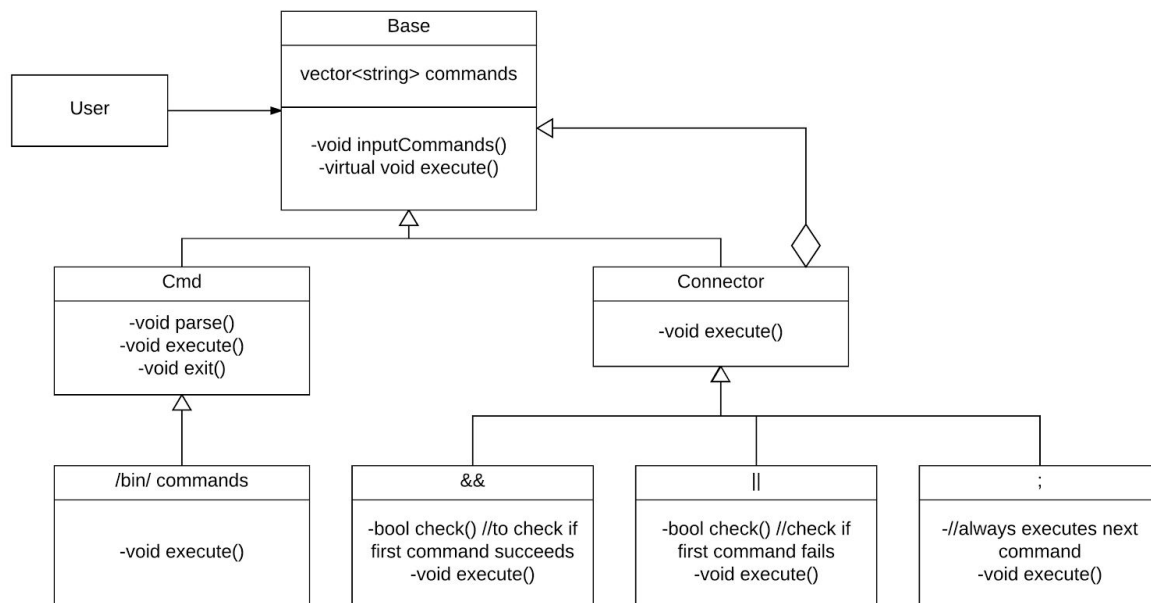 Base
vector<string> commands
User
-void inputCommands()
-virtual void execute()
Cmd
-void parse()
-void execute()
-void exit()
Connector
-void execute()
/bin/ commands
-void execute()
&&
-bool check() //to check if
first command succeeds
-void execute()
||
-bool check() //check if
first command fails
-void execute()
;
-//always executes next
command
-void execute()